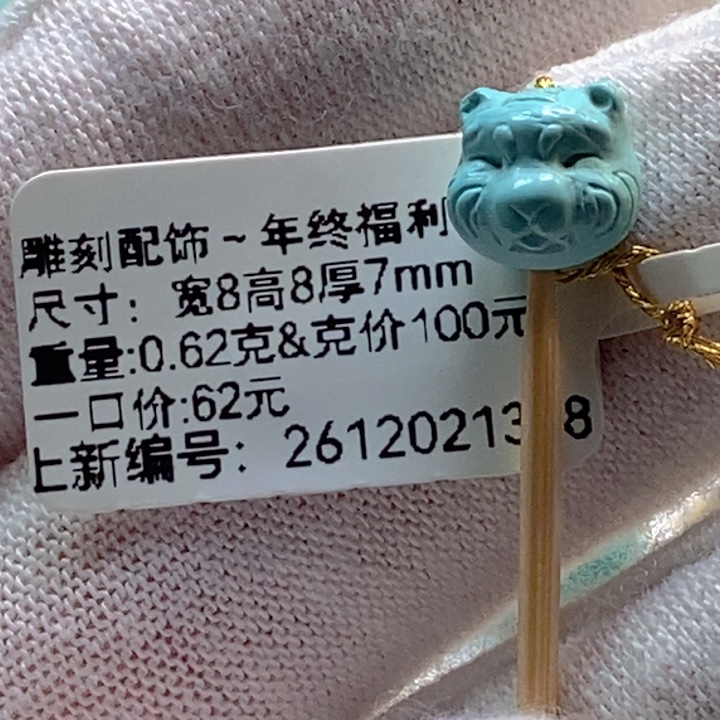 雕刻配饰~年终福利
尺寸：宽8高8厚7mm
重量:0.62克&克价100元
一口价:62元
上新编号：26120213 8